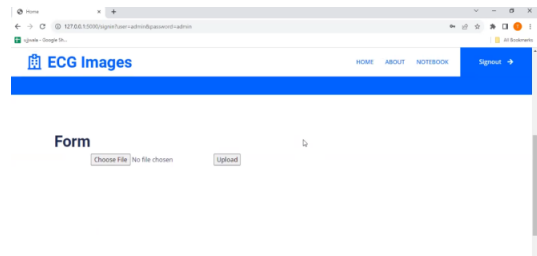 Home
127.0.0.1:5000/signin?user=admin&password=admin
All Bookmarks
ECG Images
HOME ABOUT NOTEBOOK Signout →
Form
Choose File No file chosen Upload